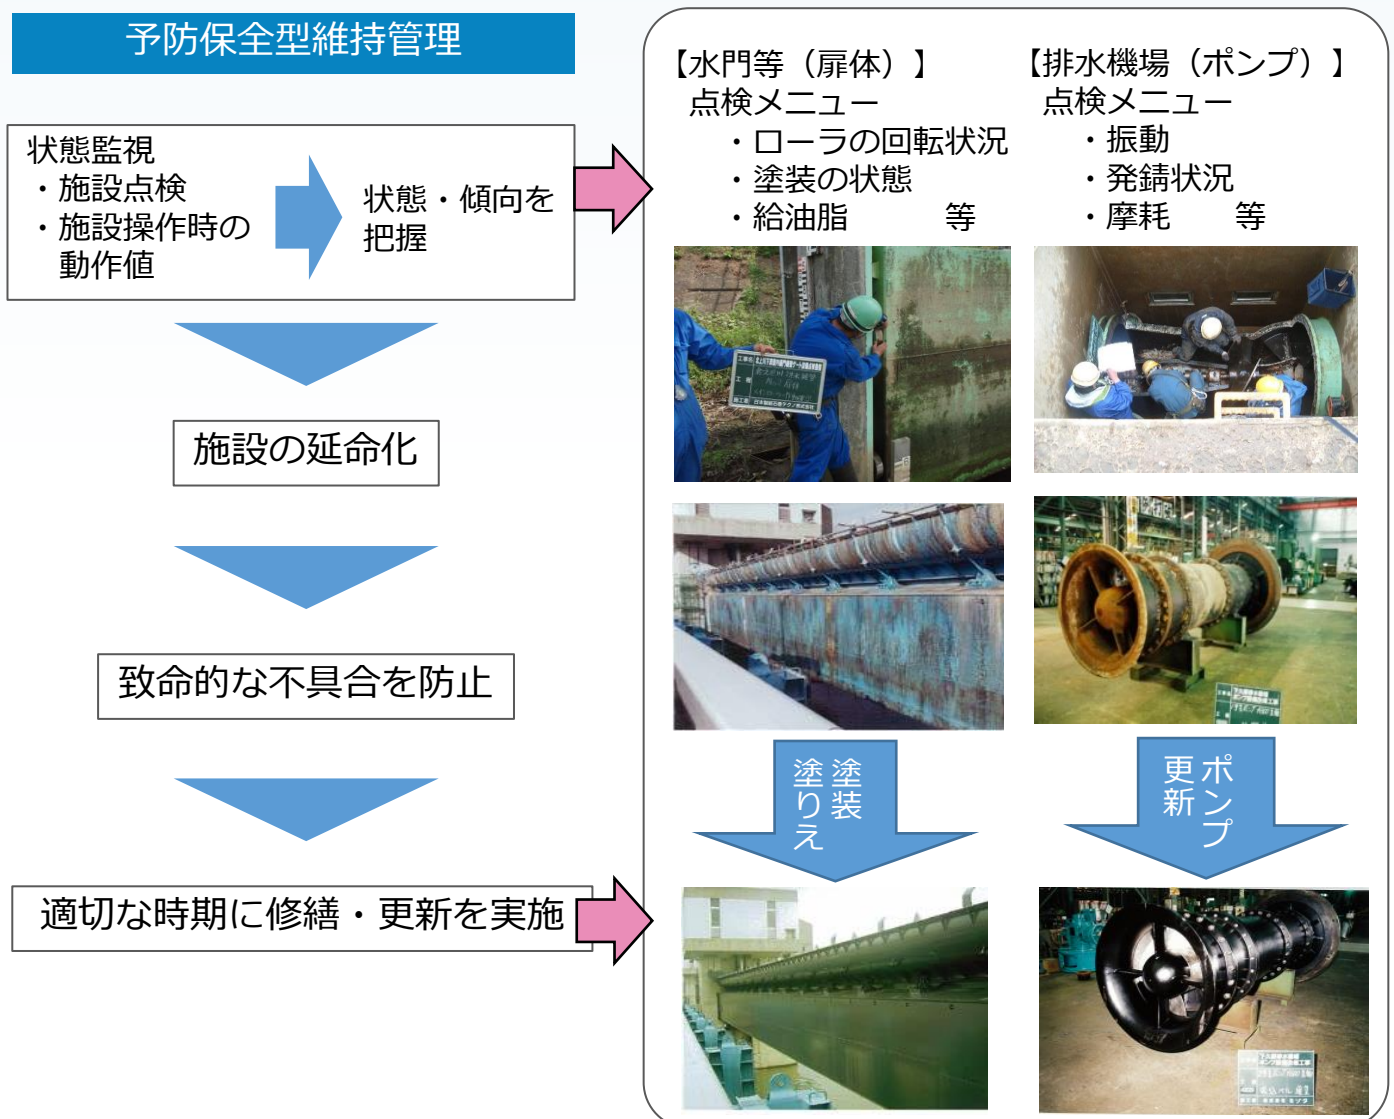 予防保全型維持管理
状態監視
・施設点検
・施設操作時の
動作値
状態・傾向を
把握
施設の延命化
致命的な不具合を防止
適切な時期に修繕・更新を実施
【水門等（扉体）】
点検メニュー
・ローラの回転状況
・塗装の状態
・給油脂　　　等
【排水機場（ポンプ）】
点検メニュー
・振動
・発錆状況
・摩耗　　等
工事名
塗装
塗りえ
ポンプ
更新